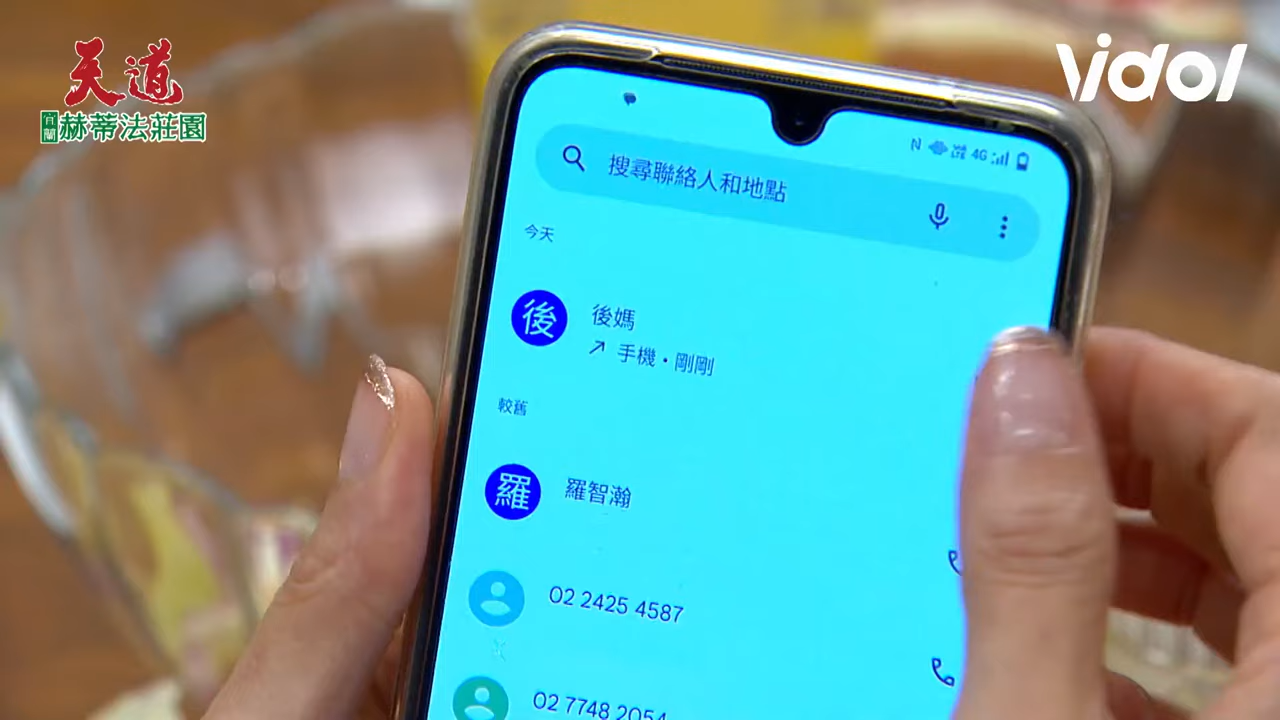 天道
宜蘭 赫蒂法莊園
Vidol
4G
搜尋聯絡人和地點
今天
後 後媽
↗ 手機・剛剛
較舊
羅 羅智瀚
02 2425 4587
02 7748 2054